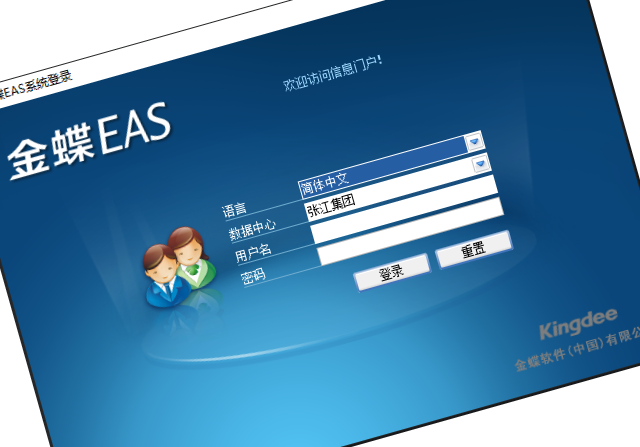 蝶EAS系统登录
欢迎访问信息门户!
金蝶EAS
语言 简体中文
数据中心 张江集团
用户名
密码
登录 重置
Kingdee
金蝶软件(中国)有限公